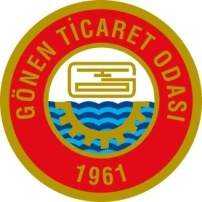 GÖNEN TİCARET ODASI
1961